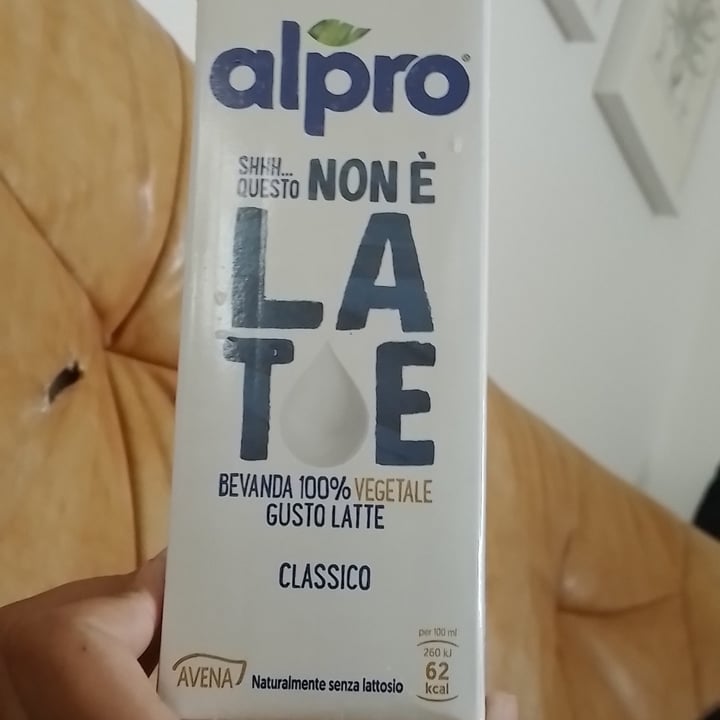 alpro®
SHHH...
QUESTO NON È
LA
T E
BEVANDA 100% VEGETALE
GUSTO LATTE
CLASSICO
per 100 ml
260 kJ
62
kcal
AVENA
Naturalmente senza lattosio